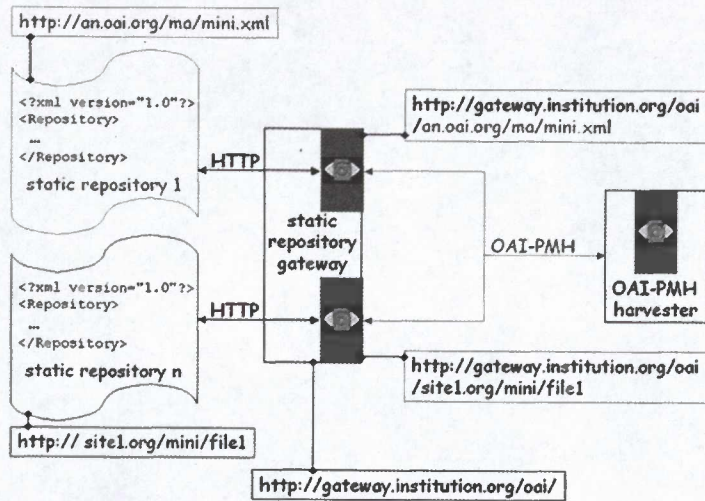 http://an.oai.org/ma/mini.xml
<?xml version="1.0"?>
<Repository>
...
</Repository>
static repository 1
HTTP
static
repository
gateway
http://gateway.institution.org/oai
/an.oai.org/ma/mini.xml
OAI-PMH
OAI-PMH
harvester
<?xml version="1.0"?>
<Repository>
...
</Repository>
static repository n
HTTP
http://gateway.institution.org/oai
/site1.org/mini/file1
http:// site1.org/mini/file1
http://gateway.institution.org/oai/